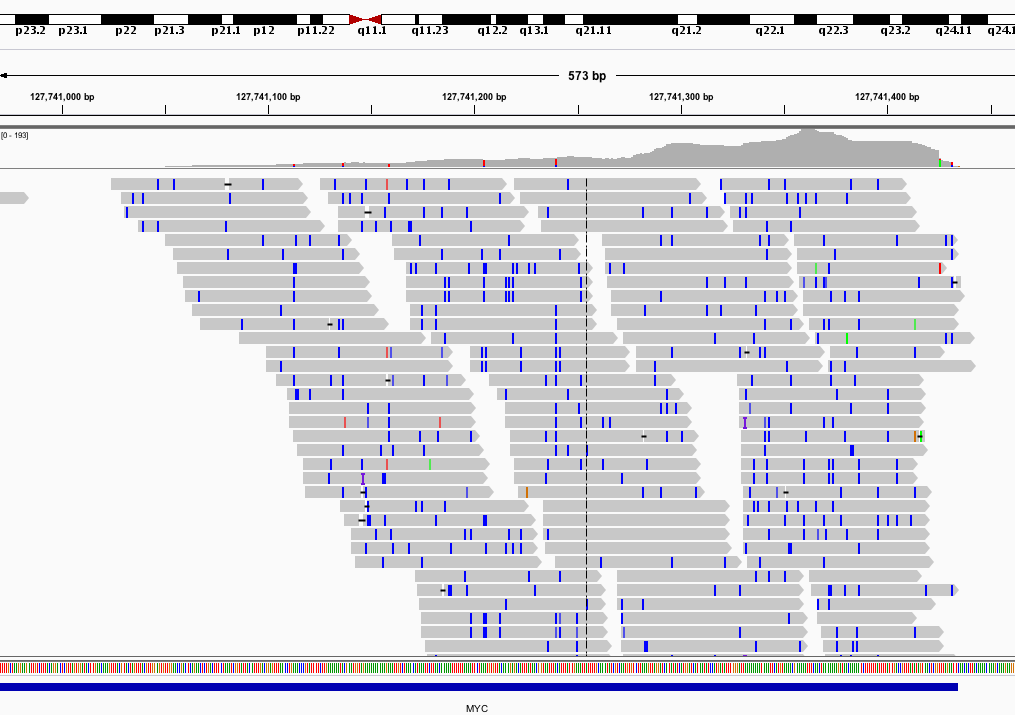 p23.2 p23.1 p22 p21.3 p21.1 p12 p11.22 q11.1 q11.23 q12.2 q13.1 q21.11 q21.2 q22.1 q22.3 q23.2 q24.11 q24.1
573 bp
127,741,000 bp 127,741,100 bp 127,741,200 bp 127,741,300 bp 127,741,400 bp
[0 - 193]
MYC